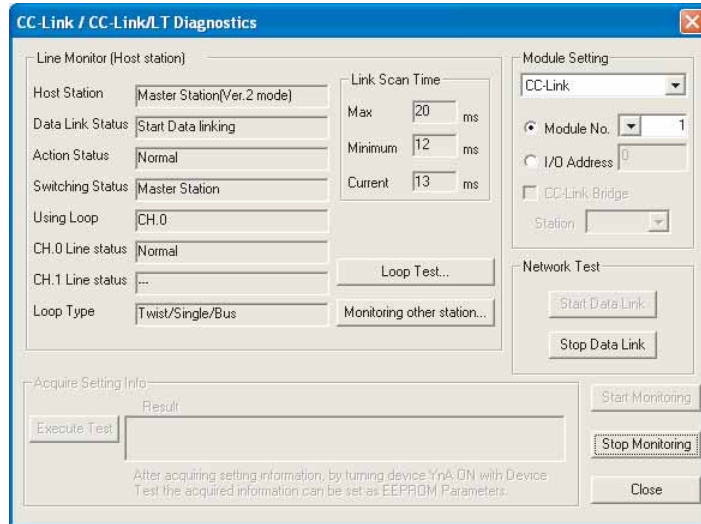 CC-Link / CC-Link/LT Diagnostics
Line Monitor (Host station)
Host Station Master Station(Ver.2 mode)
Data Link Status Start Data linking
Action Status Normal
Switching Status Master Station
Using Loop CH.0
CH.0 Line status Normal
CH.1 Line status ---
Loop Type Twist/Single/Bus
Link Scan Time
Max 20 ms
Minimum 12 ms
Current 13 ms
Loop Test...
Monitoring other station...
Module Setting
CC-Link
Module No. 1
I/O Address 0
CC-Link Bridge
Station
Network Test
Start Data Link
Stop Data Link
Acquire Setting Info
Result
Execute Test
After acquiring setting information, by turning device YnA ON with Device
Test the acquired information can be set as EEPROM Parameters.
Start Monitoring
Stop Monitoring
Close